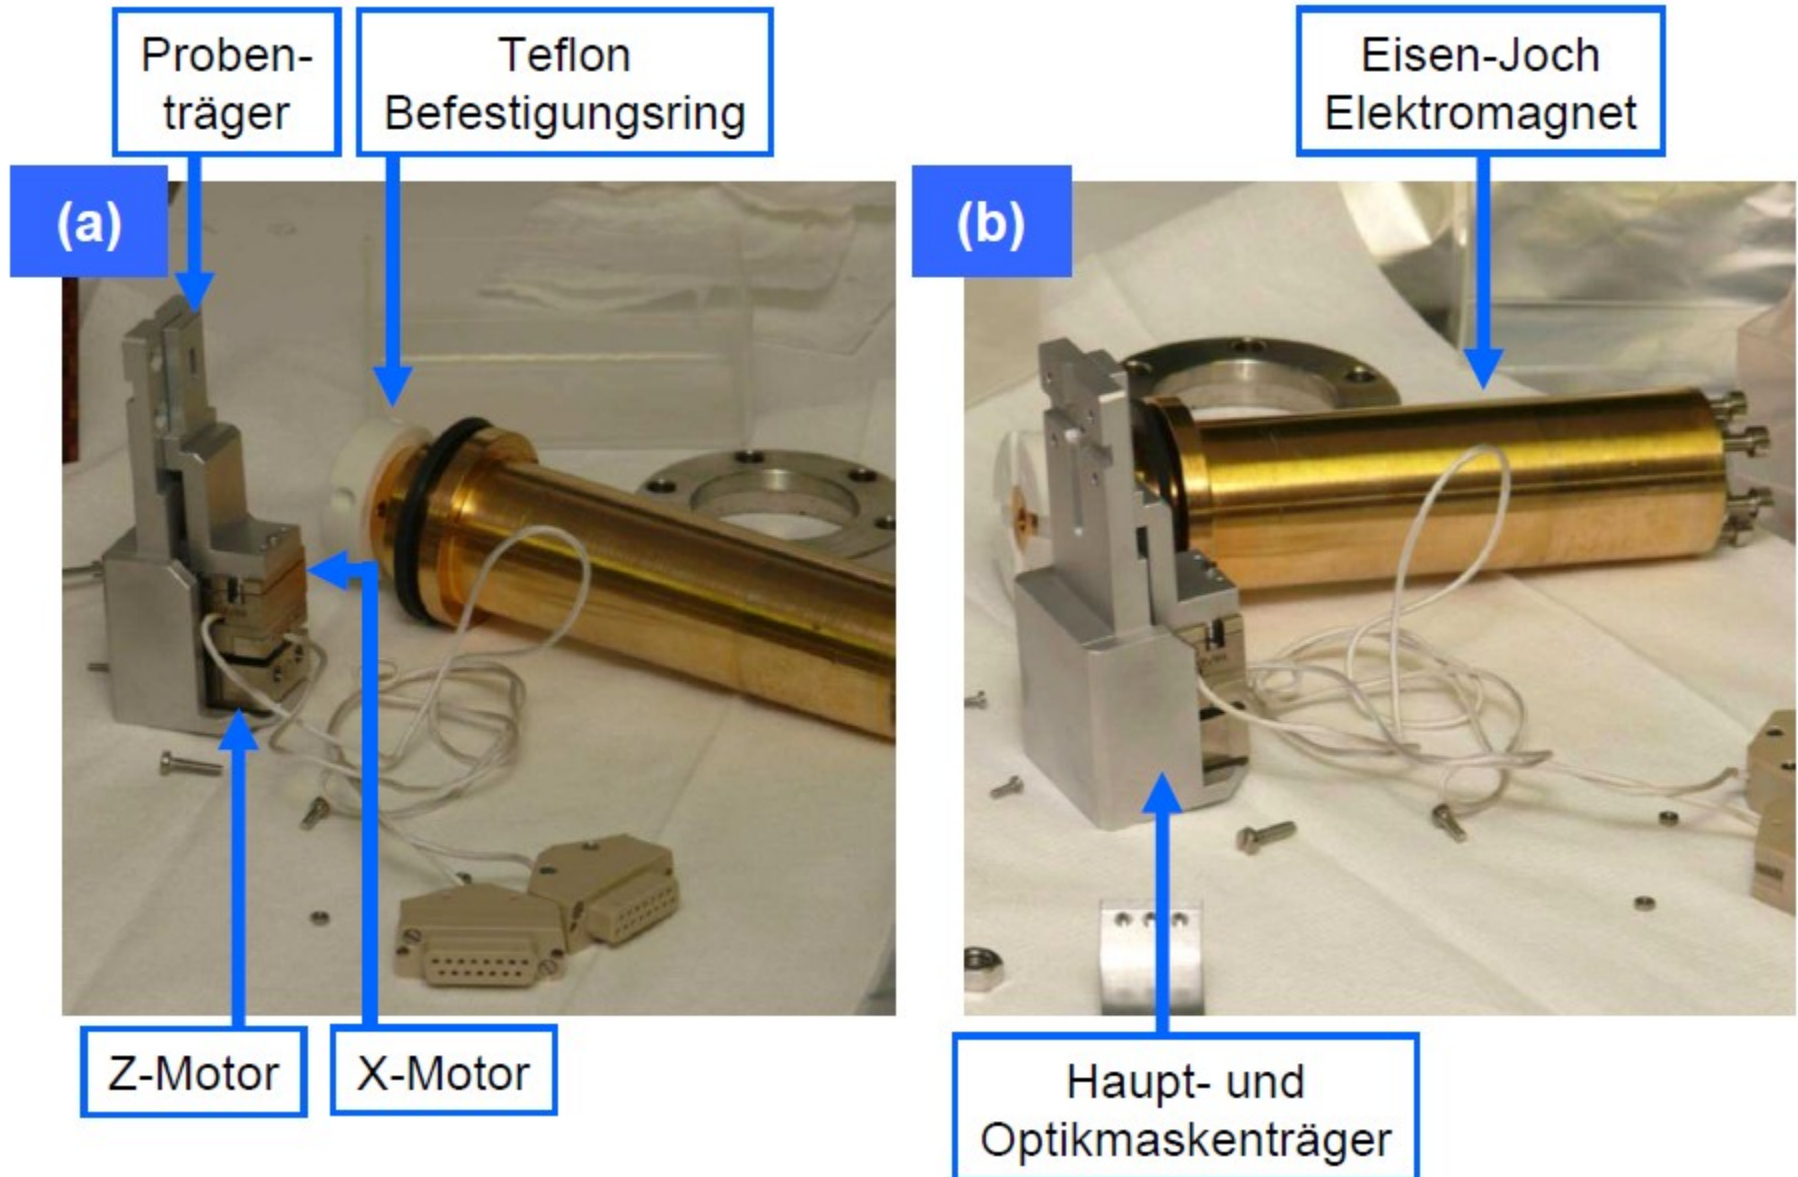 Proben-
träger
Teflon
Befestigungsring
Eisen-Joch
Elektromagnet
(a)
(b)
Z-Motor
X-Motor
Haupt- und
Optikmaskenträger